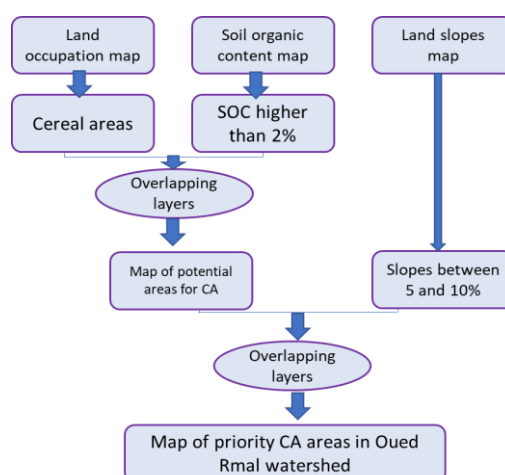 Land
occupation map
Soil organic
content map
Land slopes
map
Cereal areas
SOC higher
than 2%
Overlapping
layers
Map of potential
areas for CA
Slopes between
5 and 10%
Overlapping
layers
Map of priority CA areas in Oued
Rmal watershed